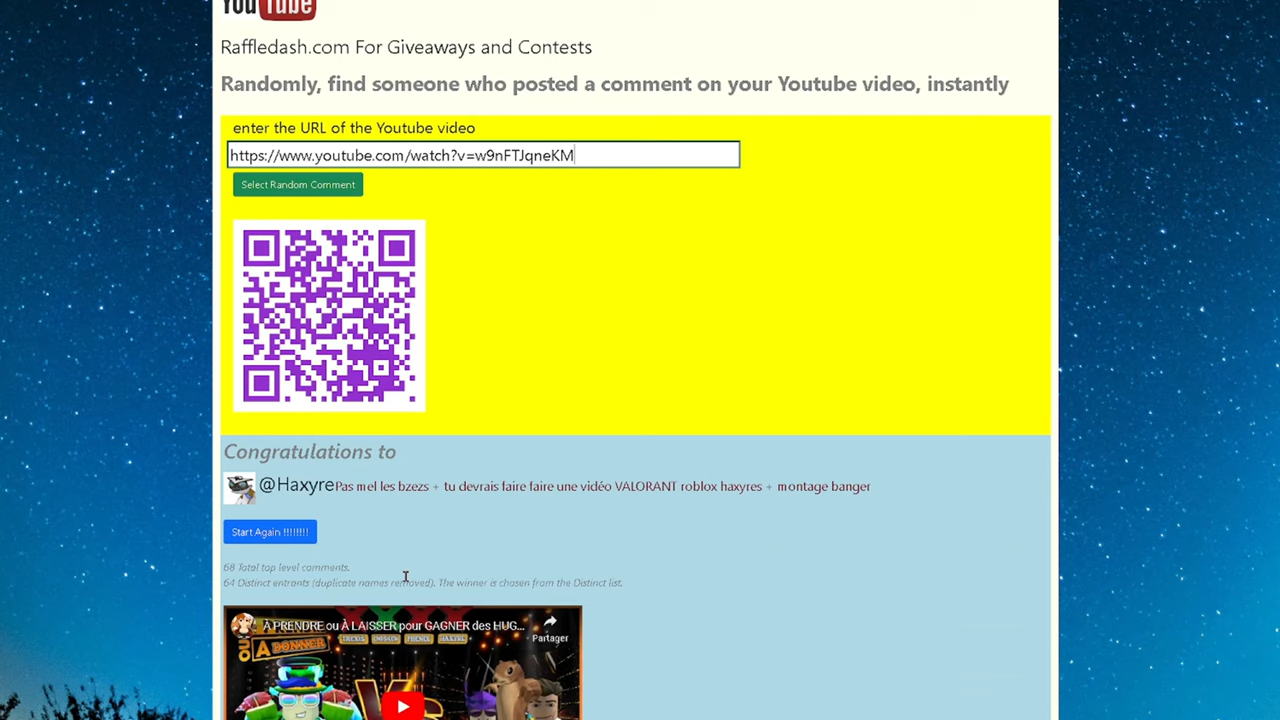 YouTube
Raffledash.com For Giveaways and Contests
Randomly, find someone who posted a comment on your Youtube video, instantly
enter the URL of the Youtube video
https://www.youtube.com/watch?v=w9nFTJqneKM
Select Random Comment
Congratulations to
@Haxyre Pas mel les bzezs + tu devrais faire faire une vidéo VALORANT roblox haxyres + montage banger
Start Again !!!!!!!!
68 Total top level comments.
64 Distinct entrants (duplicate names removed). The winner is chosen from the Distinct list.
À PRENDRE ou À LAISSER pour GAGNER des HUG...
Partager
OU
A DONNER